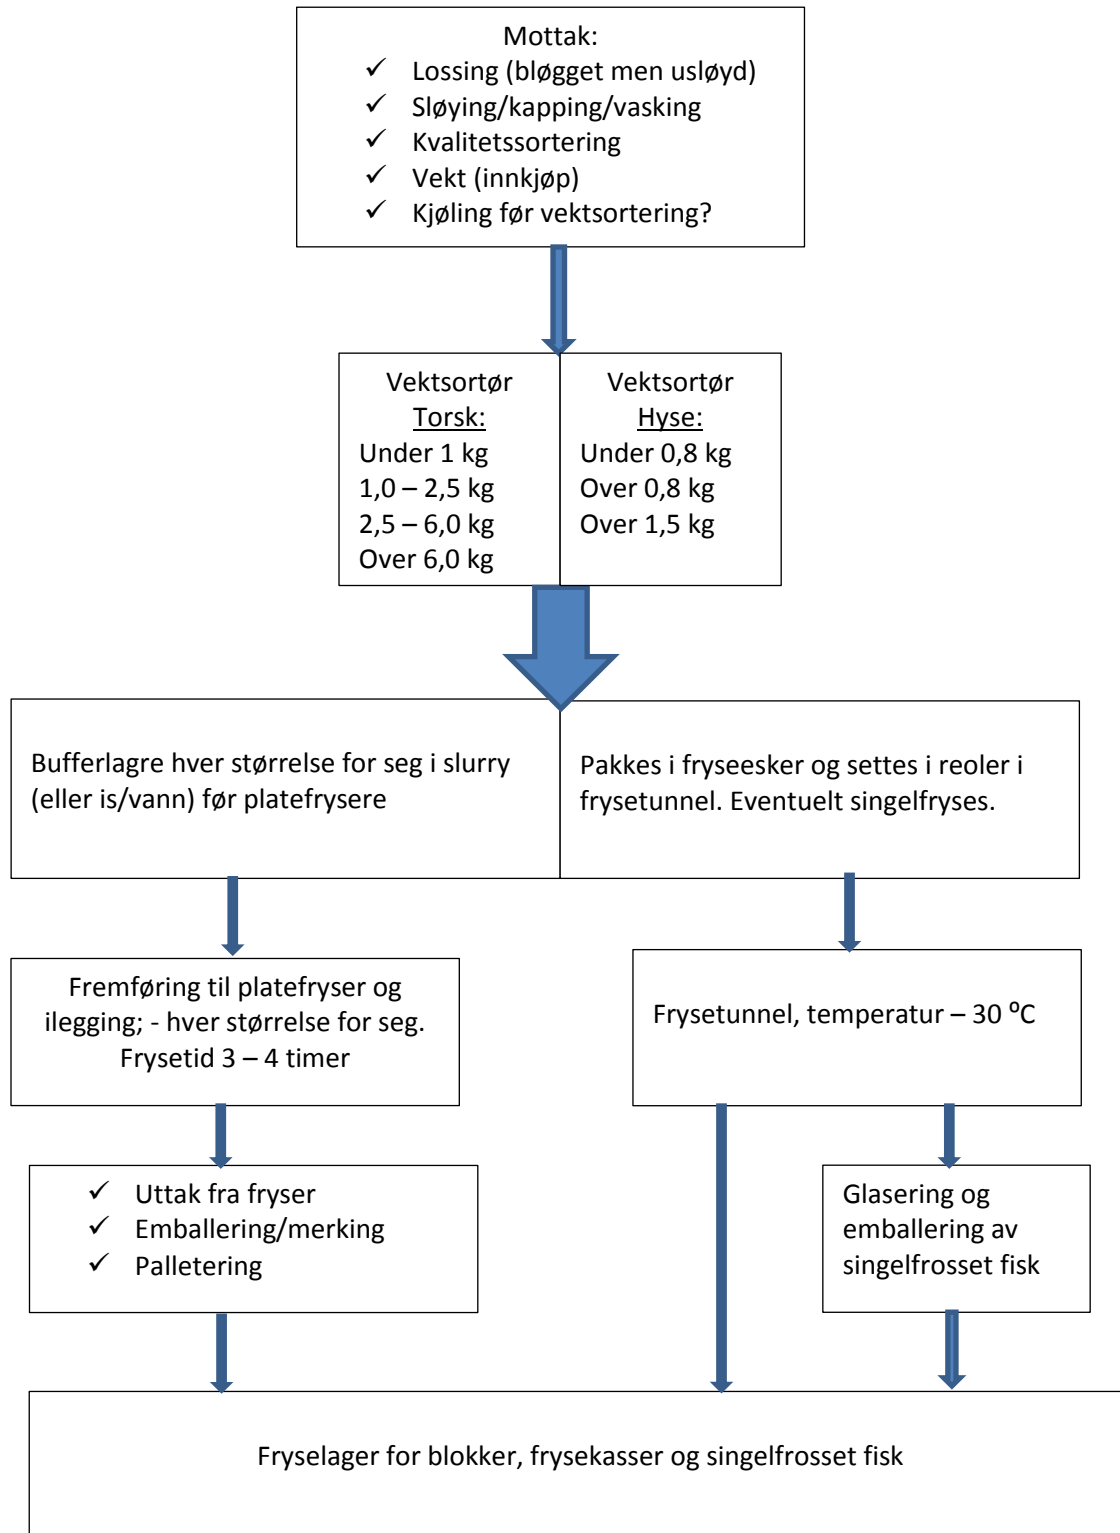 Mottak:
✓ Lossing (bløgget men usløyd)
✓ Sløying/kapping/vasking
✓ Kvalitetssortering
✓ Vekt (innkjøp)
✓ Kjøling før vektsortering?
Vektsortør
Torsk:
Under 1 kg
1,0 – 2,5 kg
2,5 – 6,0 kg
Over 6,0 kg
Vektsortør
Hyse:
Under 0,8 kg
Over 0,8 kg
Over 1,5 kg
Bufferlagre hver størrelse for seg i slurry
(eller is/vann) før platefrysere
Pakkes i fryseesker og settes i reoler i
frysetunnel. Eventuelt singelfryses.
Fremføring til platefryser og
ilegging; - hver størrelse for seg.
Frysetid 3 – 4 timer
Frysetunnel, temperatur – 30 ⁰C
✓ Uttak fra fryser
✓ Emballering/merking
✓ Palletering
Glasering og
emballering av
singelfrosset fisk
Fryselager for blokker, frysekasser og singelfrosset fisk